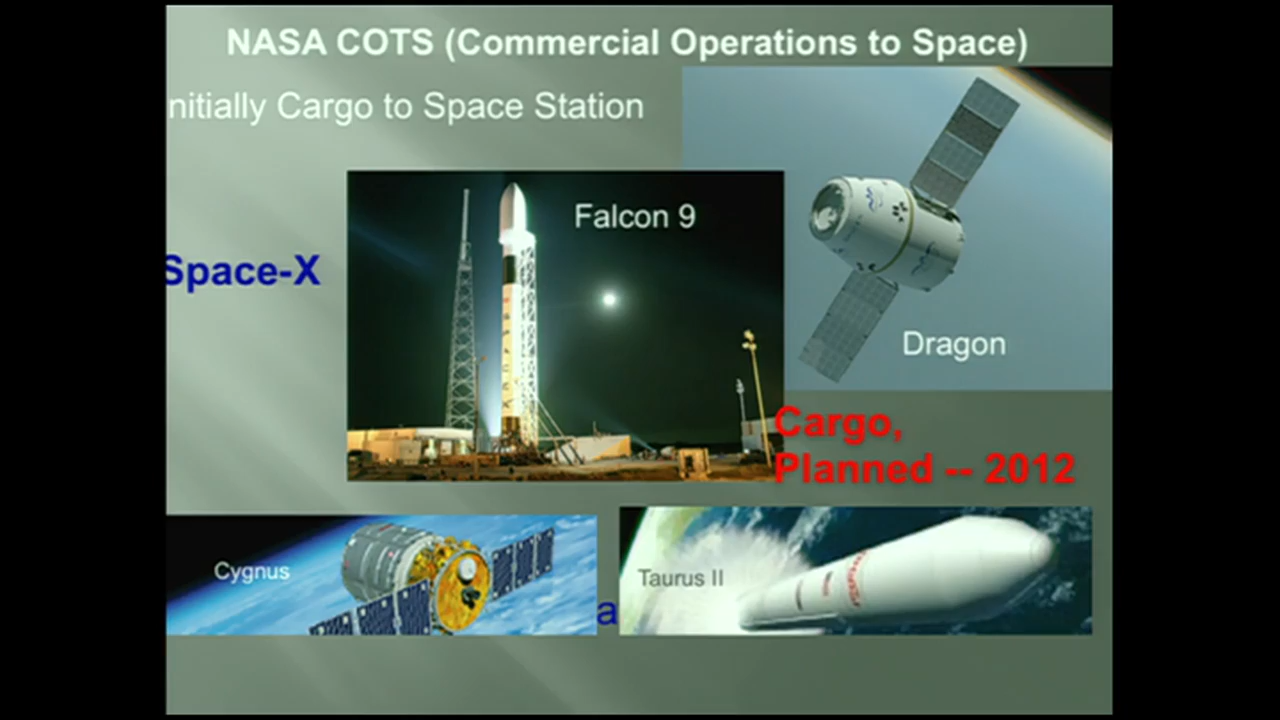 NASA COTS (Commercial Operations to Space)
nitially Cargo to Space Station
Falcon 9
Space-X
Dragon
Cargo,
Planned -- 2012
Cygnus
Taurus II
a